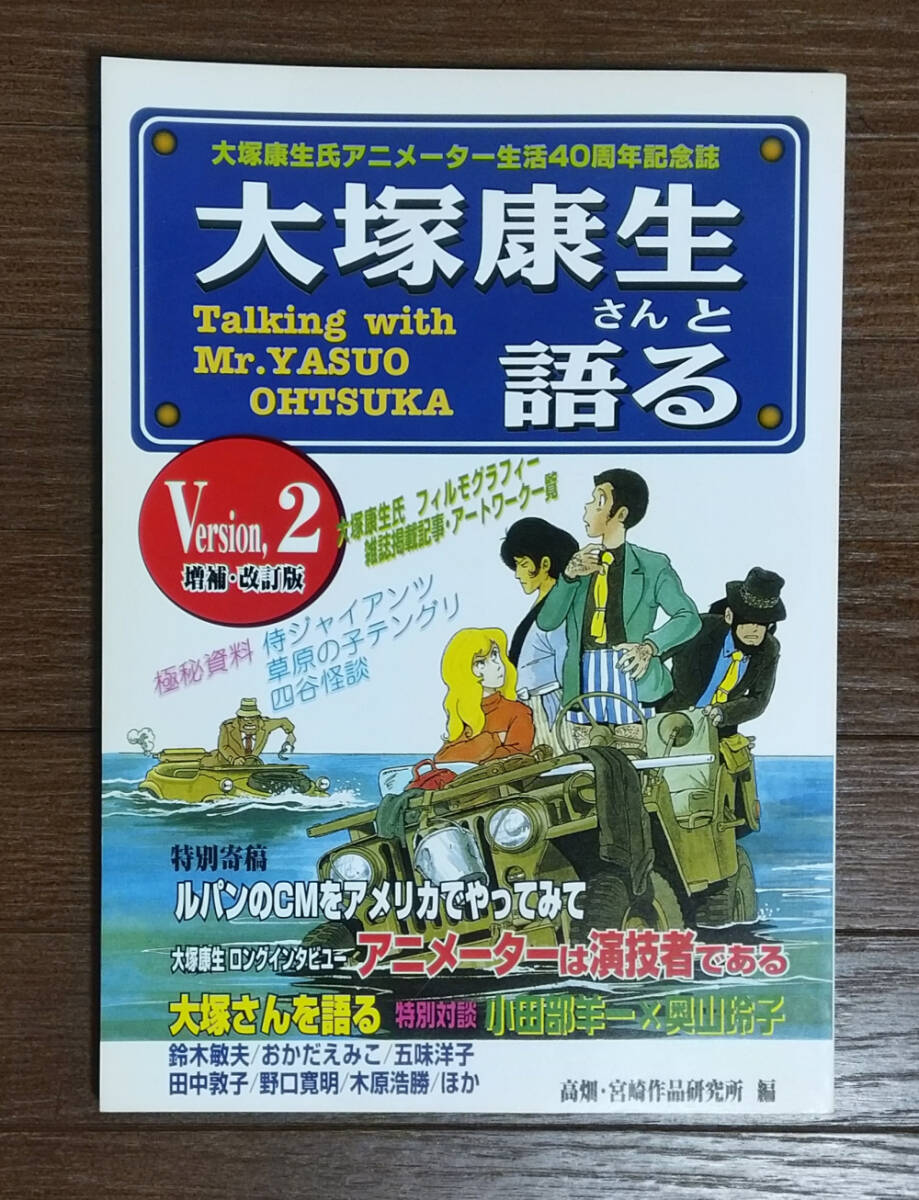 大塚康生氏アニメーター生活40周年記念誌
大塚康生
さんと
語る
Talking with
Mr.YASUO
OHTSUKA
Version, 2
増補・改訂版
大塚康生氏 フィルモグラフィー
雑誌掲載記事・アートワーク一覧
極秘資料
侍ジャイアンツ
草原の子テングリ
四谷怪談
特別寄稿
ルパンのCMをアメリカでやってみて
大塚康生 ロングインタビュー アニメーターは演技者である
大塚さんを語る 特別対談 小田部羊一×奥山玲子
鈴木敏夫/おかだえみこ/五味洋子
田中敦子/野口寛明/木原浩勝/ほか
高畑・宮崎作品研究所 編